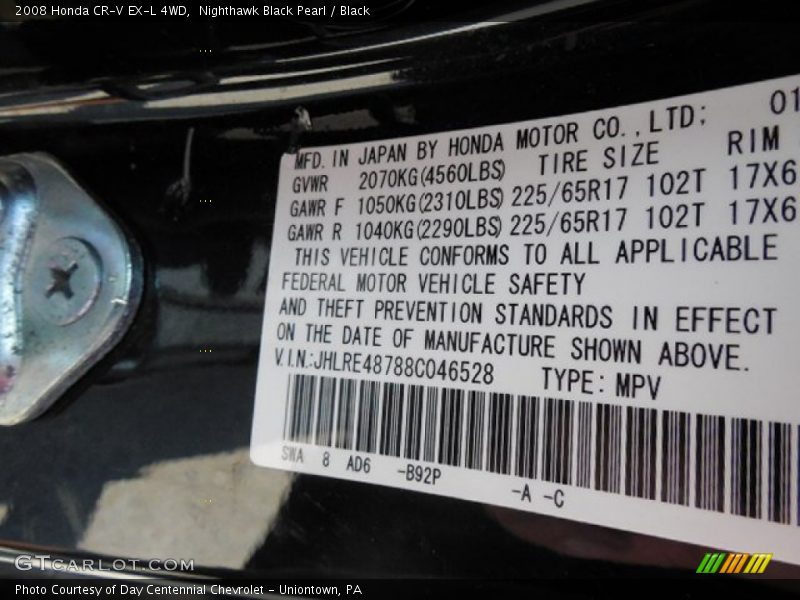 2008 Honda CR-V EX-L 4WD, Nighthawk Black Pearl / Black
01
MFD. IN JAPAN BY HONDA MOTOR CO., LTD;
GVWR 2070KG(4560LBS) TIRE SIZE RIM
GAWR F 1050KG(2310LBS) 225/65R17 102T 17X6
GAWR R 1040KG(2290LBS) 225/65R17 102T 17X6
THIS VEHICLE CONFORMS TO ALL APPLICABLE
FEDERAL MOTOR VEHICLE SAFETY
AND THEFT PREVENTION STANDARDS IN EFFECT
ON THE DATE OF MANUFACTURE SHOWN ABOVE.
V.I.N.:JHLRE48788C046528 TYPE: MPV
SWA 8 AD6 -B92P -A -C
GTCARLOT.COM
Photo Courtesy of Day Centennial Chevrolet - Uniontown, PA